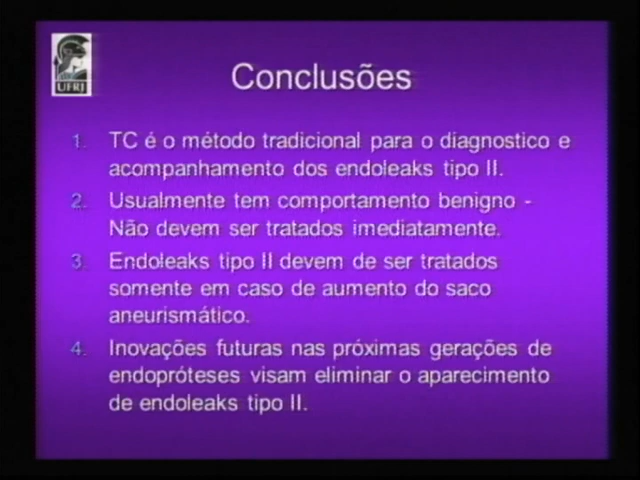 UFRJ
Conclusões
1. TC é o método tradicional para o diagnostico e
acompanhamento dos endoleaks tipo II.
2. Usualmente tem comportamento benigno -
Não devem ser tratados imediatamente.
3. Endoleaks tipo II devem de ser tratados
somente em caso de aumento do saco
aneurismático.
4. Inovações futuras nas próximas gerações de
endopróteses visam eliminar o aparecimento
de endoleaks tipo II.